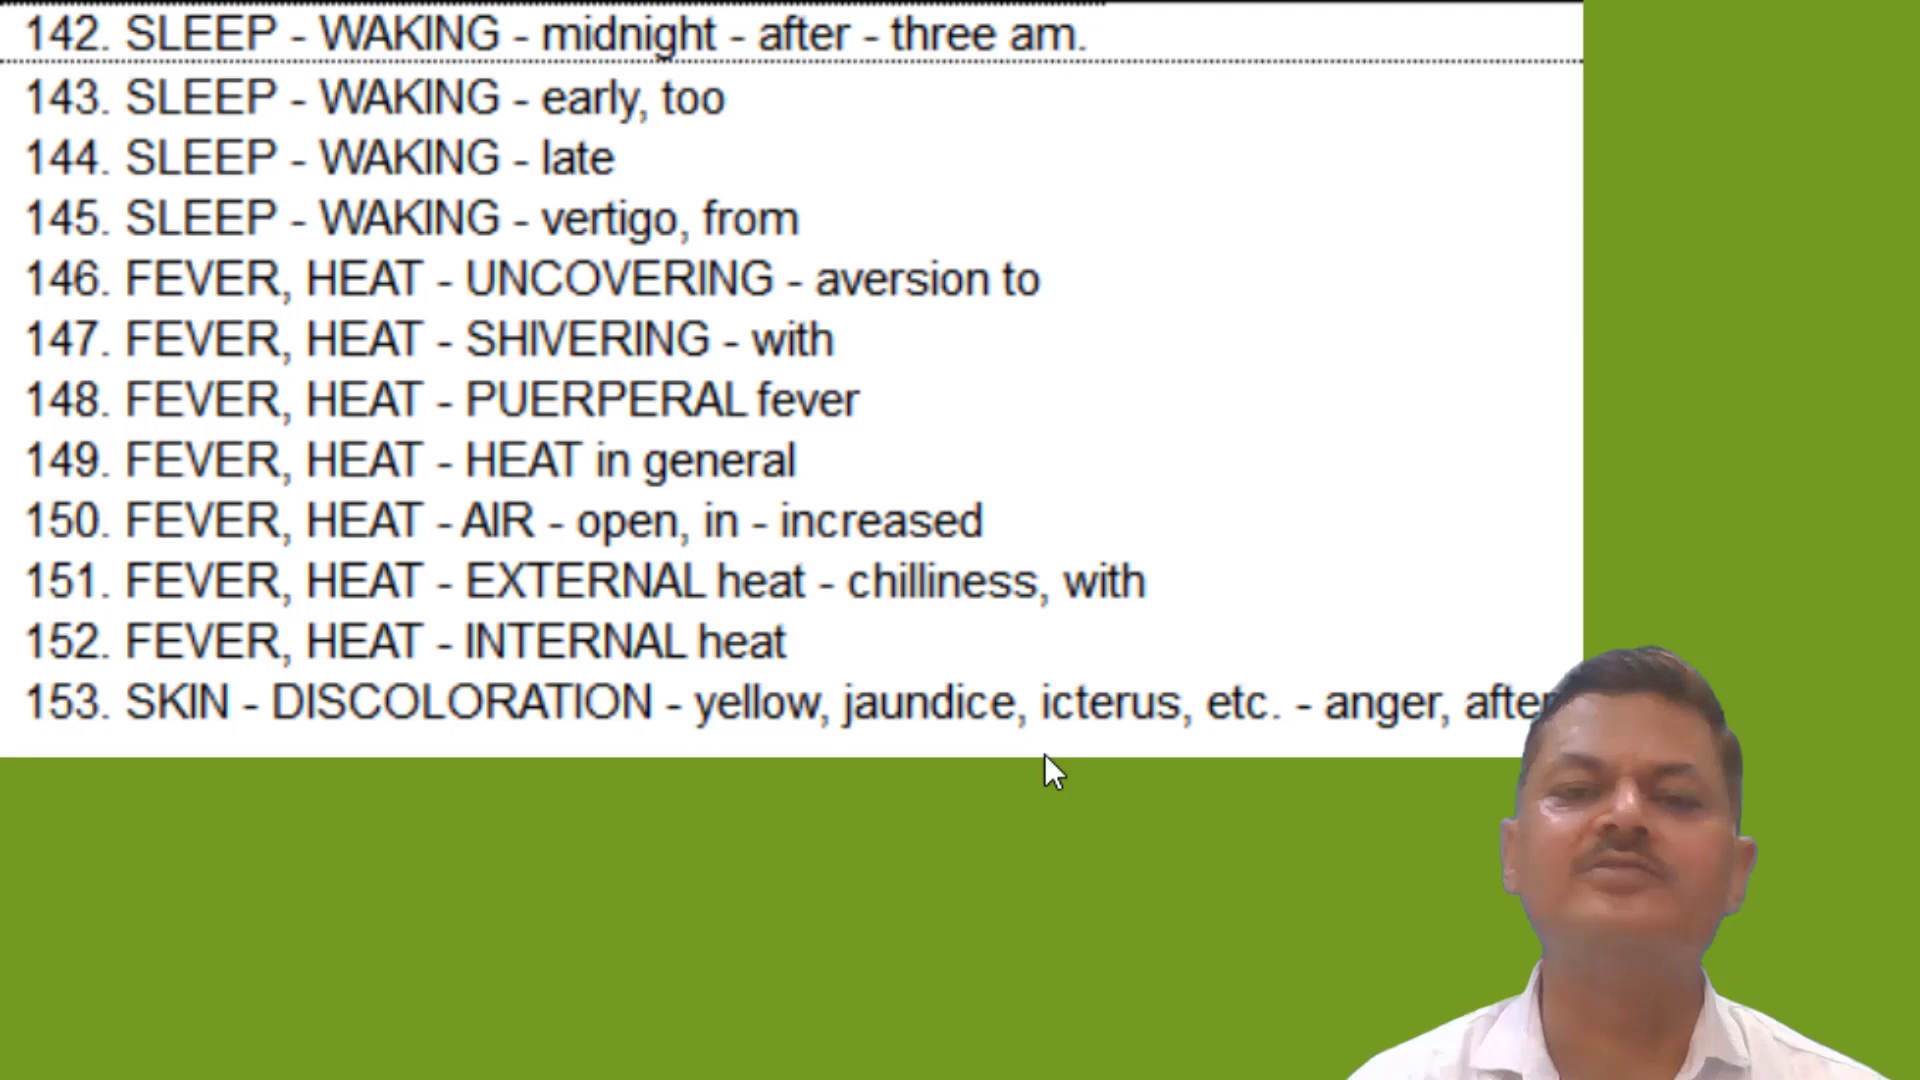 142. SLEEP - WAKING - midnight - after - three am.
143. SLEEP - WAKING - early, too
144. SLEEP - WAKING - late
145. SLEEP - WAKING - vertigo, from
146. FEVER, HEAT - UNCOVERING - aversion to
147. FEVER, HEAT - SHIVERING - with
148. FEVER, HEAT - PUERPERAL fever
149. FEVER, HEAT - HEAT in general
150. FEVER, HEAT - AIR - open, in - increased
151. FEVER, HEAT - EXTERNAL heat - chilliness, with
152. FEVER, HEAT - INTERNAL heat
153. SKIN - DISCOLORATION - yellow, jaundice, icterus, etc. - anger, after